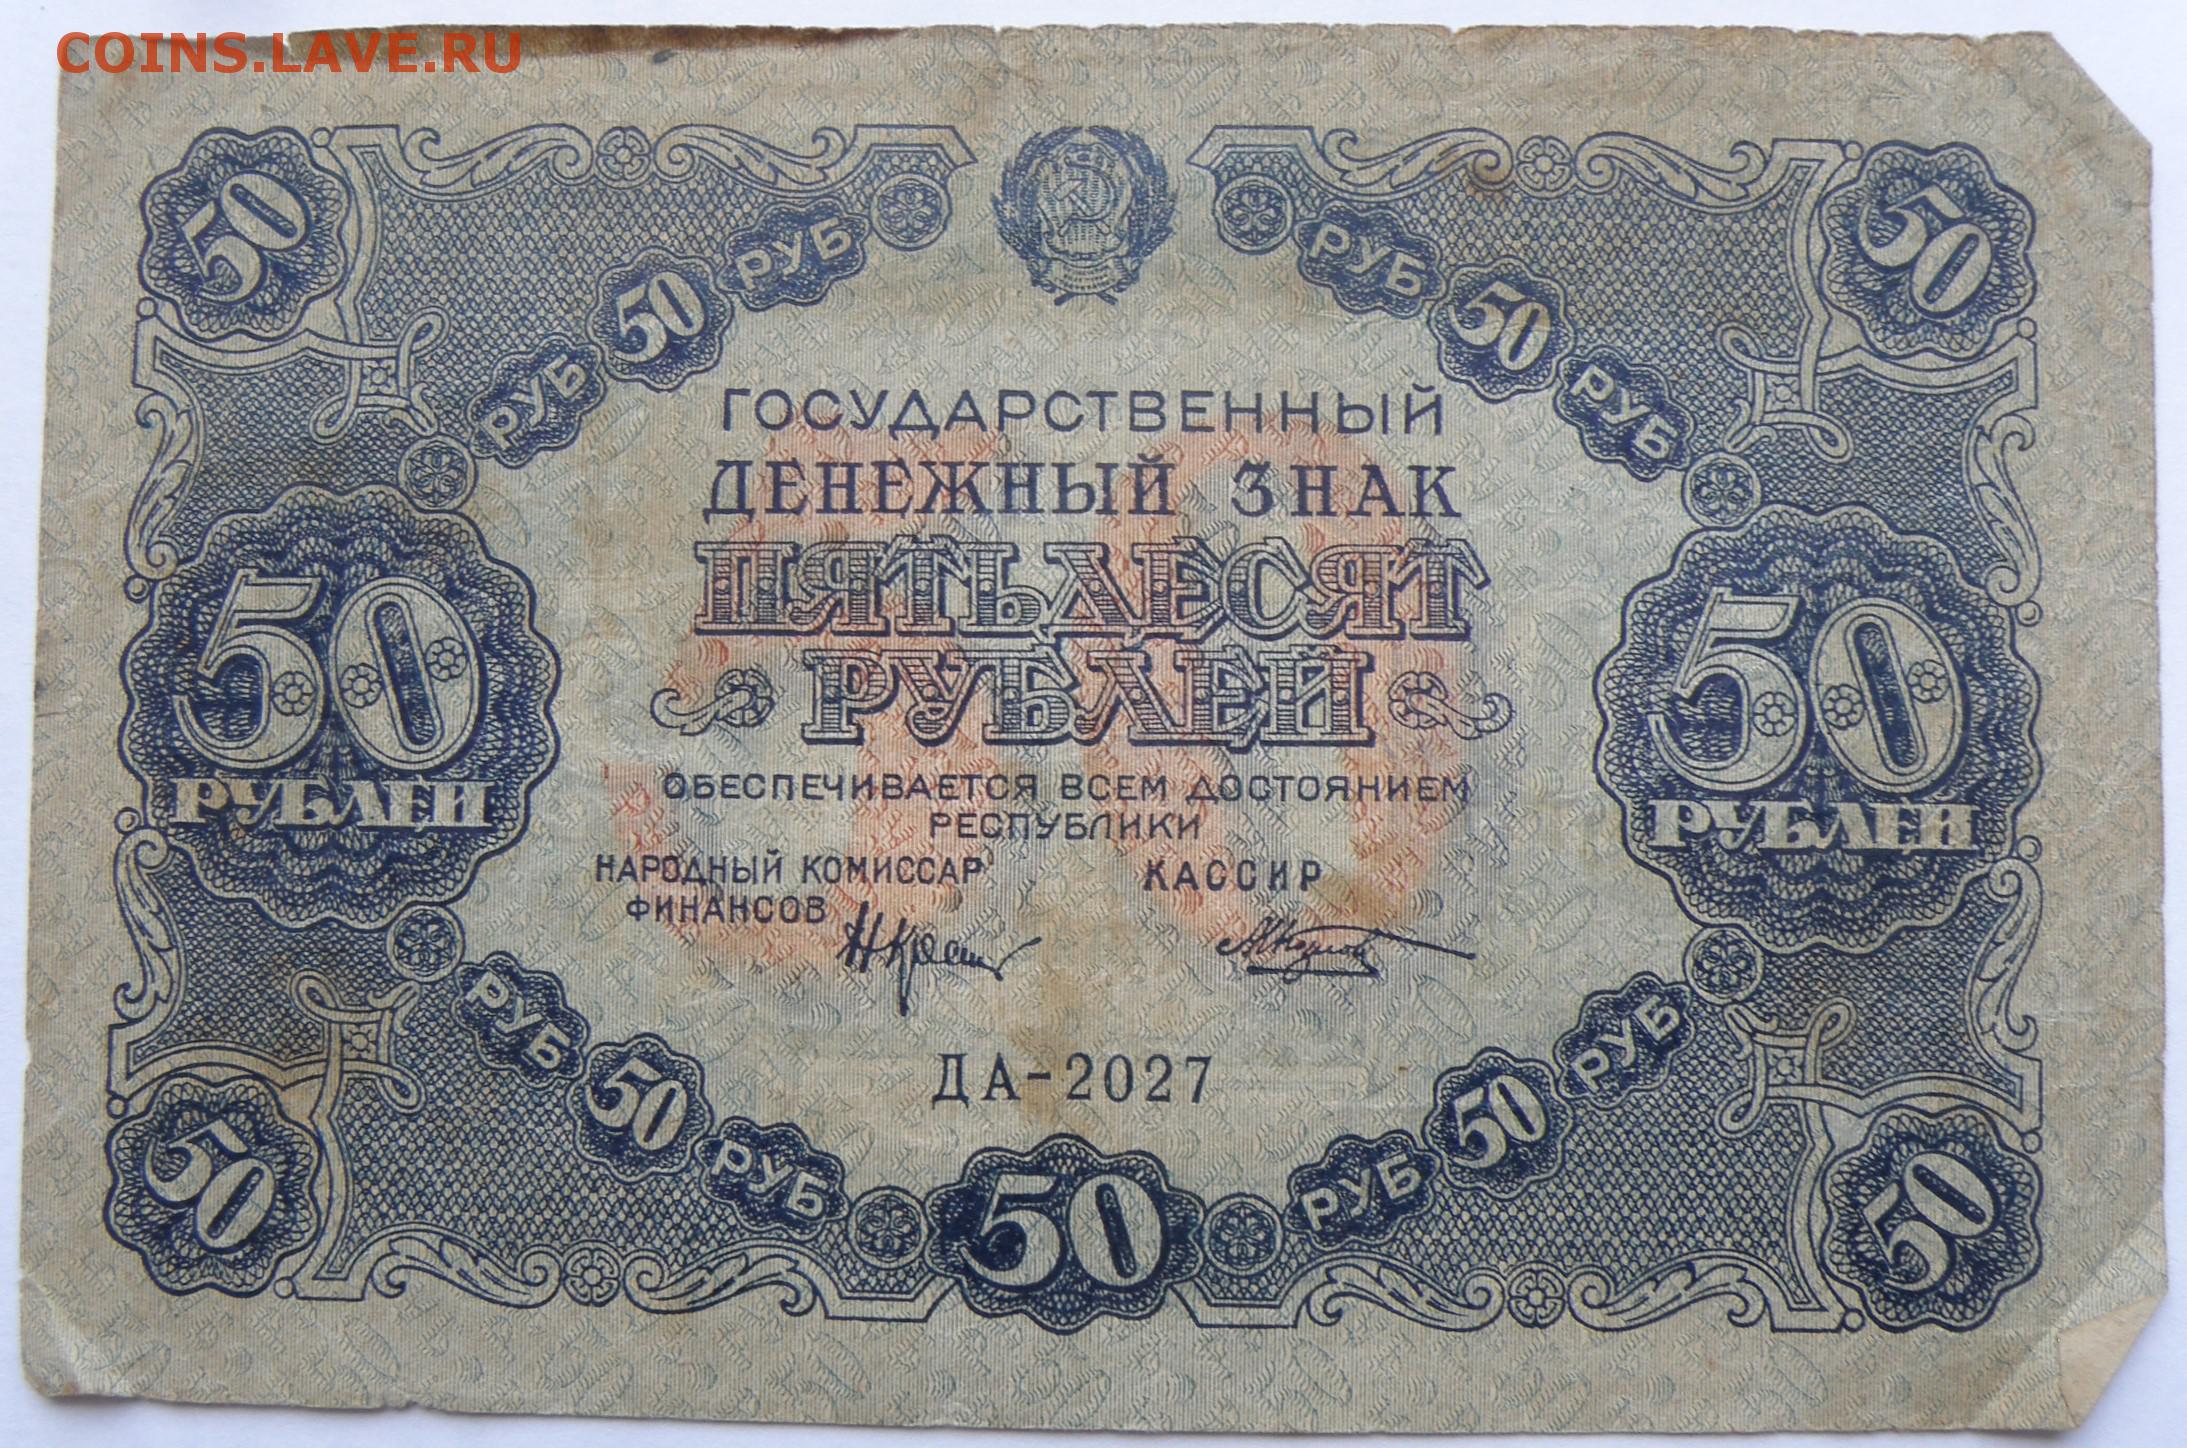 COINS.LAVE.RU
50 50
РУБ РУБ
50 50
РУБ РУБ
ГОСУДАРСТВЕННЫЙ
ДЕНЕЖНЫЙ ЗНАК
ПЯТЬДЕСЯТ
РУБЛЕЙ
50 50
РУБЛЕЙ РУБЛЕЙ
ОБЕСПЕЧИВАЕТСЯ ВСЕМ ДОСТОЯНИЕМ
РЕСПУБЛИКИ
НАРОДНЫЙ КОМИССАР КАССИР
ФИНАНСОВ
РУБ РУБ
ДА-2027
50 50
РУБ РУБ
50 50 50